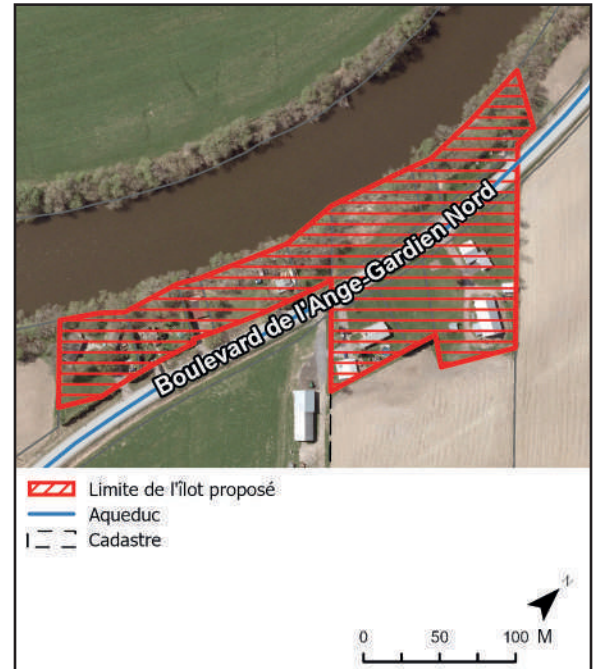 Boulevard de l'Ange-Gardien Nord
Limite de l'îlot proposé
Aqueduc
Cadastre
N
0 50 100 M